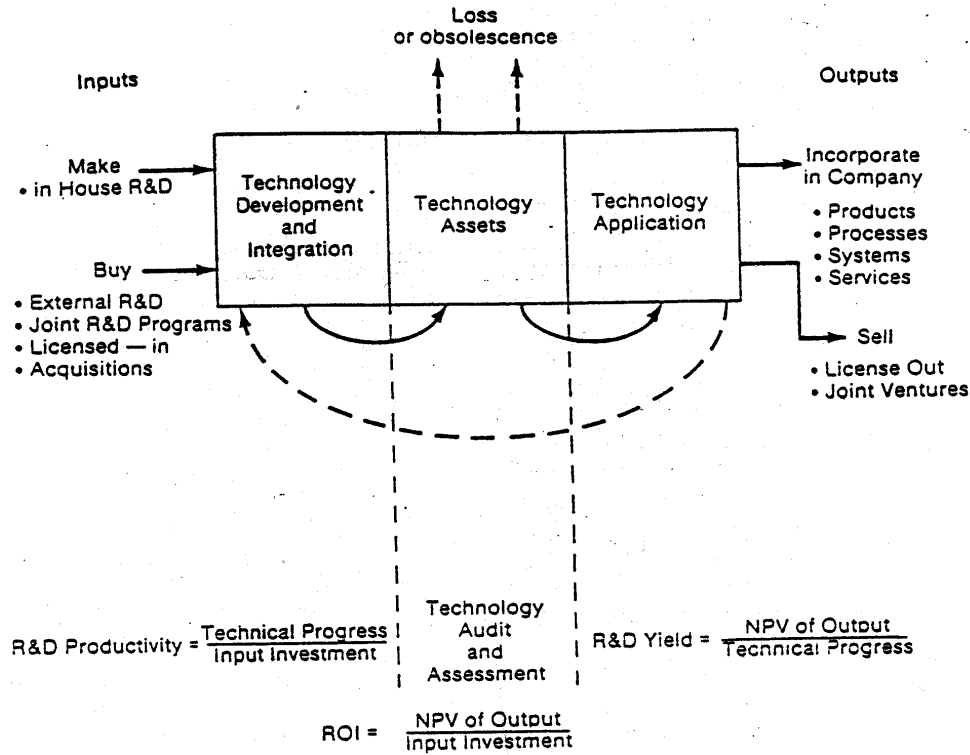 Loss
or obsolescence
Inputs
Outputs
Make
• in House R&D
Buy
• External R&D
• Joint R&D Programs
• Licensed — in
• Acquisitions
Technology
Development
and
Integration
Technology
Assets
Technology
Application
Incorporate
in Company
• Products
• Processes
• Systems
• Services
Sell
• License Out
• Joint Ventures
R&D Productivity = Technical Progress
Input Investment
Technology
Audit
and
Assessment
R&D Yield = NPV of Output
Technical Progress
ROI = NPV of Output
Input Investment